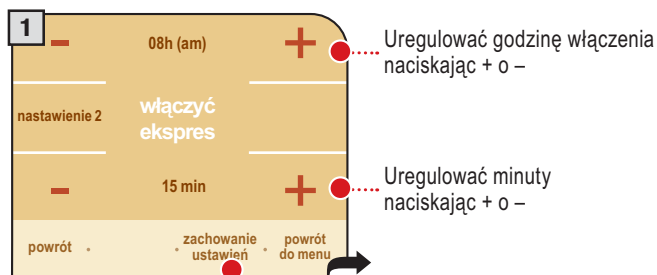 1
– 08h (am) +
Uregulować godzinę włączenia
naciskając + o –
nastawienie 2
włączyć
ekspres
– 15 min +
Uregulować minuty
naciskając + o –
powrót
zachowanie
ustawień
powrót
do menu